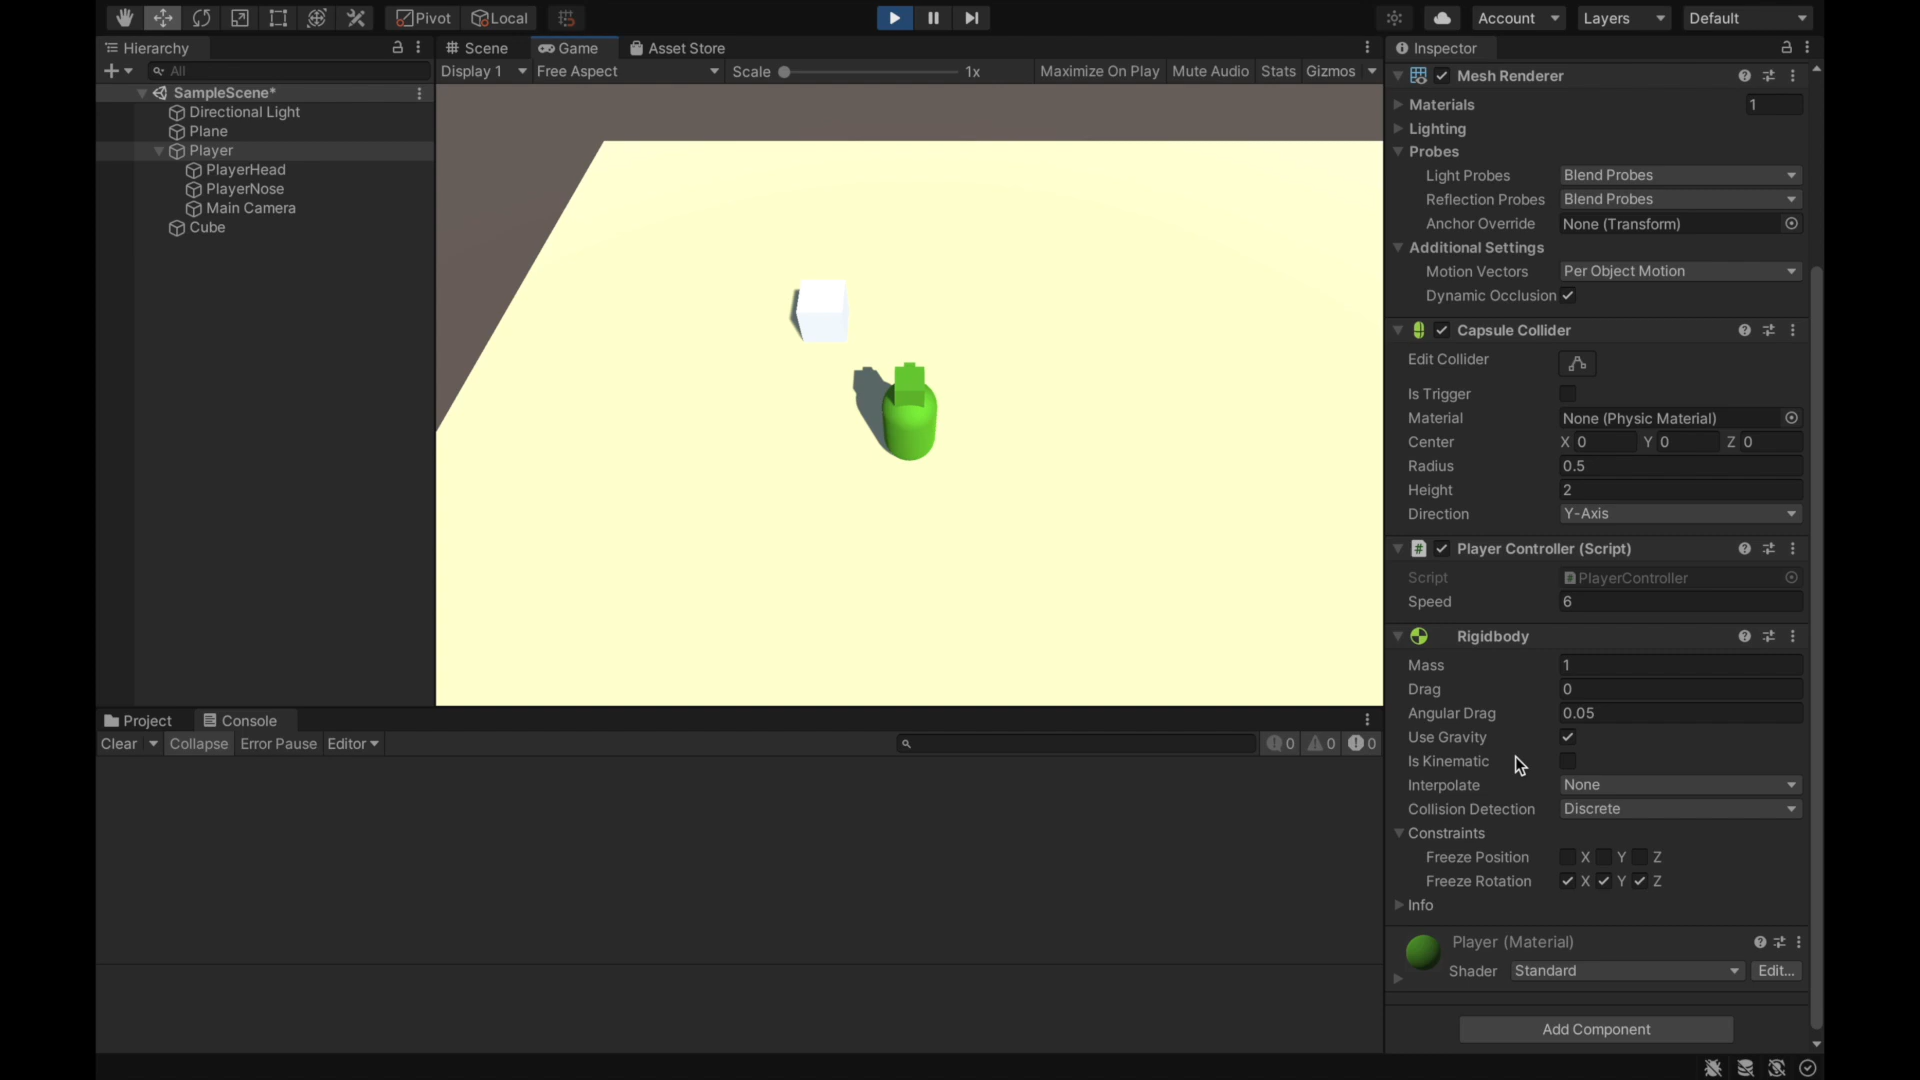 Pivot Local Account Layers Default
Hierarchy
All
SampleScene*
Directional Light
Plane
Player
PlayerHead
PlayerNose
Main Camera
Cube
Scene Game Asset Store
Display 1 Free Aspect Scale 1x Maximize On Play Mute Audio Stats Gizmos
Project Console
Clear Collapse Error Pause Editor 0 0 0
Inspector
Mesh Renderer
Materials 1
Lighting
Probes
Light Probes Blend Probes
Reflection Probes Blend Probes
Anchor Override None (Transform)
Additional Settings
Motion Vectors Per Object Motion
Dynamic Occlusion
Capsule Collider
Edit Collider
Is Trigger
Material None (Physic Material)
Center X 0 Y 0 Z 0
Radius 0.5
Height 2
Direction Y-Axis
# Player Controller (Script)
Script PlayerController
Speed 6
Rigidbody
Mass 1
Drag 0
Angular Drag 0.05
Use Gravity
Is Kinematic
Interpolate None
Collision Detection Discrete
Constraints
Freeze Position X Y Z
Freeze Rotation X Y Z
Info
Player (Material)
Shader Standard Edit...
Add Component